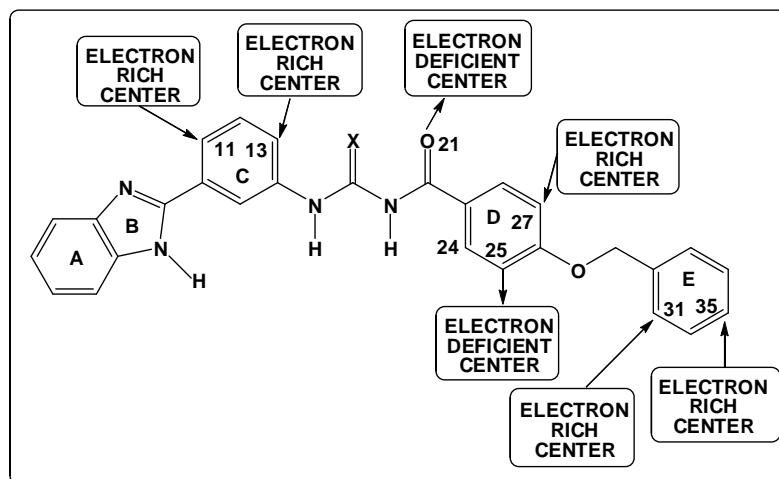 ELECTRON
RICH
CENTER
ELECTRON
RICH
CENTER
ELECTRON
DEFICIENT
CENTER
O 21
X
11 13
C
ELECTRON
RICH
CENTER
N
B
N
H
A
N
H
N
H
D
27
24
25
O
E
31 35
ELECTRON
DEFICIENT
CENTER
ELECTRON
RICH
CENTER
ELECTRON
RICH
CENTER